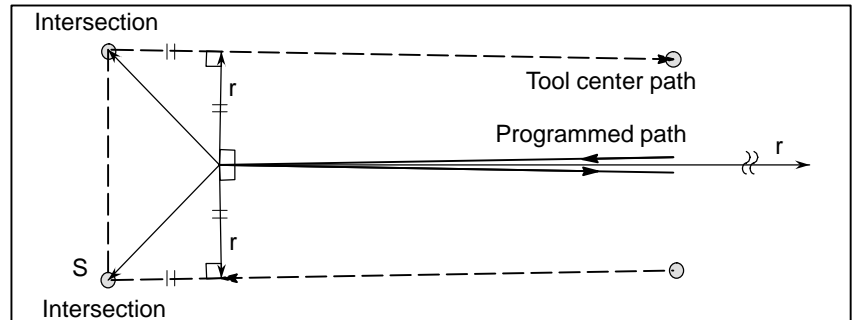 Intersection
r
Tool center path
Programmed path
r
r
S
Intersection